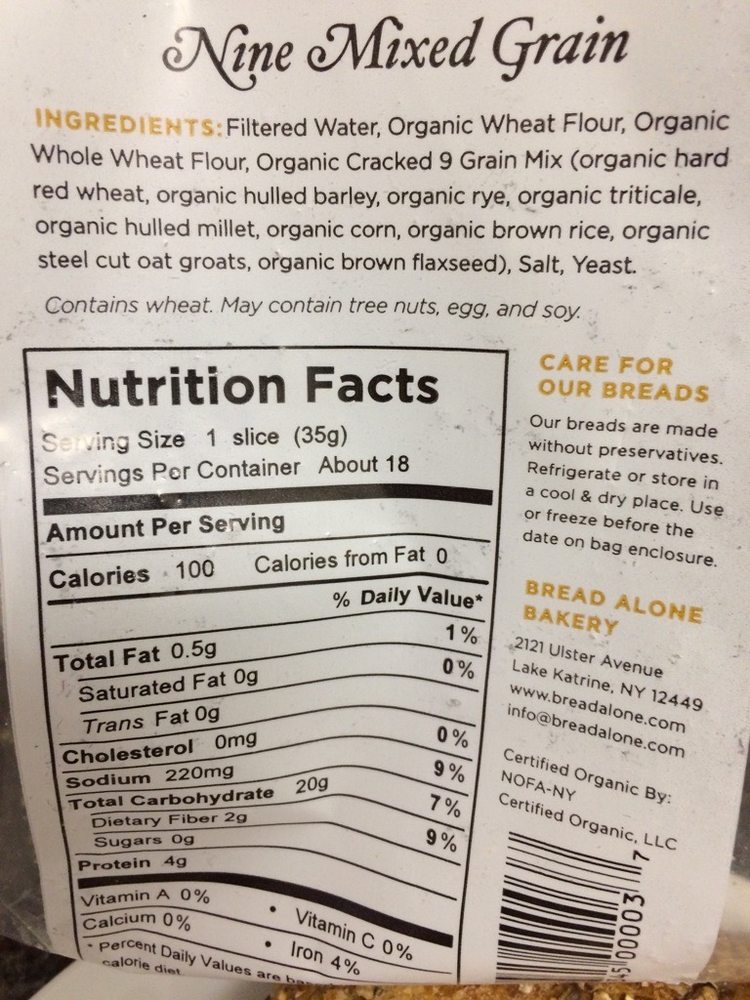 Nine Mixed Grain
INGREDIENTS: Filtered Water, Organic Wheat Flour, Organic
Whole Wheat Flour, Organic Cracked 9 Grain Mix (organic hard
red wheat, organic hulled barley, organic rye, organic triticale,
organic hulled millet, organic corn, organic brown rice, organic
steel cut oat groats, organic brown flaxseed), Salt, Yeast.
Contains wheat. May contain tree nuts, egg, and soy.
Nutrition Facts
Serving Size 1 slice (35g)
Servings Per Container About 18
Amount Per Serving
Calories 100 Calories from Fat 0
% Daily Value*
Total Fat 0.5g 1%
Saturated Fat 0g 0%
Trans Fat 0g
Cholesterol 0mg 0%
Sodium 220mg 9%
Total Carbohydrate 20g 7%
Dietary Fiber 2g 9%
Sugars 0g
Protein 4g
Vitamin A 0% • Vitamin C 0%
Calcium 0% • Iron 4%
* Percent Daily Values are
calorie diet
CARE FOR
OUR BREADS
Our breads are made
without preservatives.
Refrigerate or store in
a cool & dry place. Use
or freeze before the
date on bag enclosure.
BREAD ALONE
BAKERY
2121 Ulster Avenue
Lake Katrine, NY 12449
www.breadalone.com
info@breadalone.com
Certified Organic By:
NOFA-NY
Certified Organic, LLC
00003 7